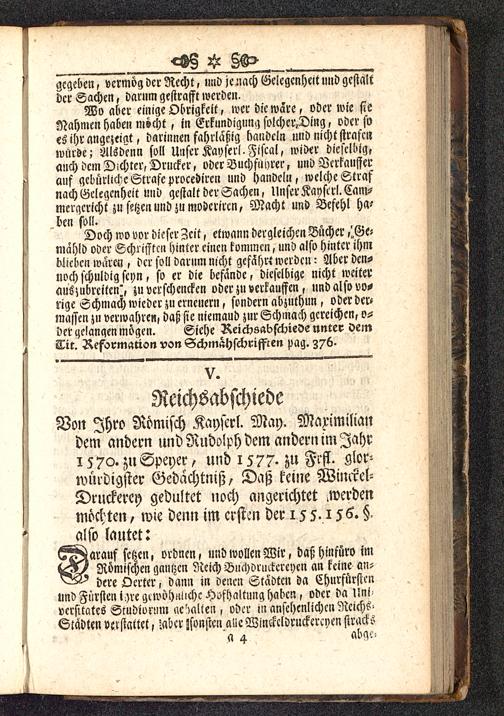 gegeben, vermög der Recht, und je nach Gelegenheit und gestalt
der Sachen, darum gestrafft werden.
Wo aber einige Obrigkeit, wer die wäre, oder wie sie
Nahmen haben möcht, in Erkundigung solcher Ding, oder so
es ihr angezeigt, darinnen fahrläßig handeln und nicht strafen
würde; Alsdenn soll Unser Kayserl. Fiscal, wider dieselbig,
auch dem Dichter, Drucker, oder Buchführer, und Verkauffer
auf gebürliche Strafe procediren und handeln, welche Straf
nach Gelegenheit und gestalt der Sachen, Unser Kayserl. Cam-
mergericht zu setzen und zu moderiren, Macht und Befehl ha-
ben soll.
Doch wo vor dieser Zeit, etwann dergleichen Bücher, Ge-
mähld oder Schrifften hinter einen kommen, und also hinter ihm
blieben wären, der soll darum nicht gefährt werden: Aber den-
noch schuldig seyn, so er die befände, dieselbige nicht weiter
auszubreiten, zu verschencken oder zu verkauffen, und also vo-
rige Schmach wieder zu erneuern, sondern abzuthun, oder der-
massen zu verwahren, daß sie niemand zur Schmach gereichen, o-
der gelangen mögen. Siehe Reichsabschiede unter dem
Tit. Reformation von Schmähschrifften pag. 376.
V.
Reichsabschiede
Von Ihro Römisch Kayserl. May. Maximilian
dem andern und Rudolph dem andern im Jahr
1570. zu Speyer, und 1577. zu Frfl. glor-
würdigster Gedächtniß, Daß keine Winckel-
Druckerey gedultet noch angerichtet werden
möchten, wie denn im ersten der 155. 156. §.
also lautet:
Darauf setzen, ordnen, und wollen Wir, daß hinfüro im
Römischen gantzen Reich Buchdruckereyen an keine an-
dere Oerter, dann in denen Städten da Churfürsten
und Fürsten ihre gewöhnliche Hofhaltung haben, oder da Uni-
versitates Studiorum gehalten, oder in ansehenlichen Reichs-
Städten verstattet, aber sonsten alle Winckeldruckereyen stracks
a 4 abge-